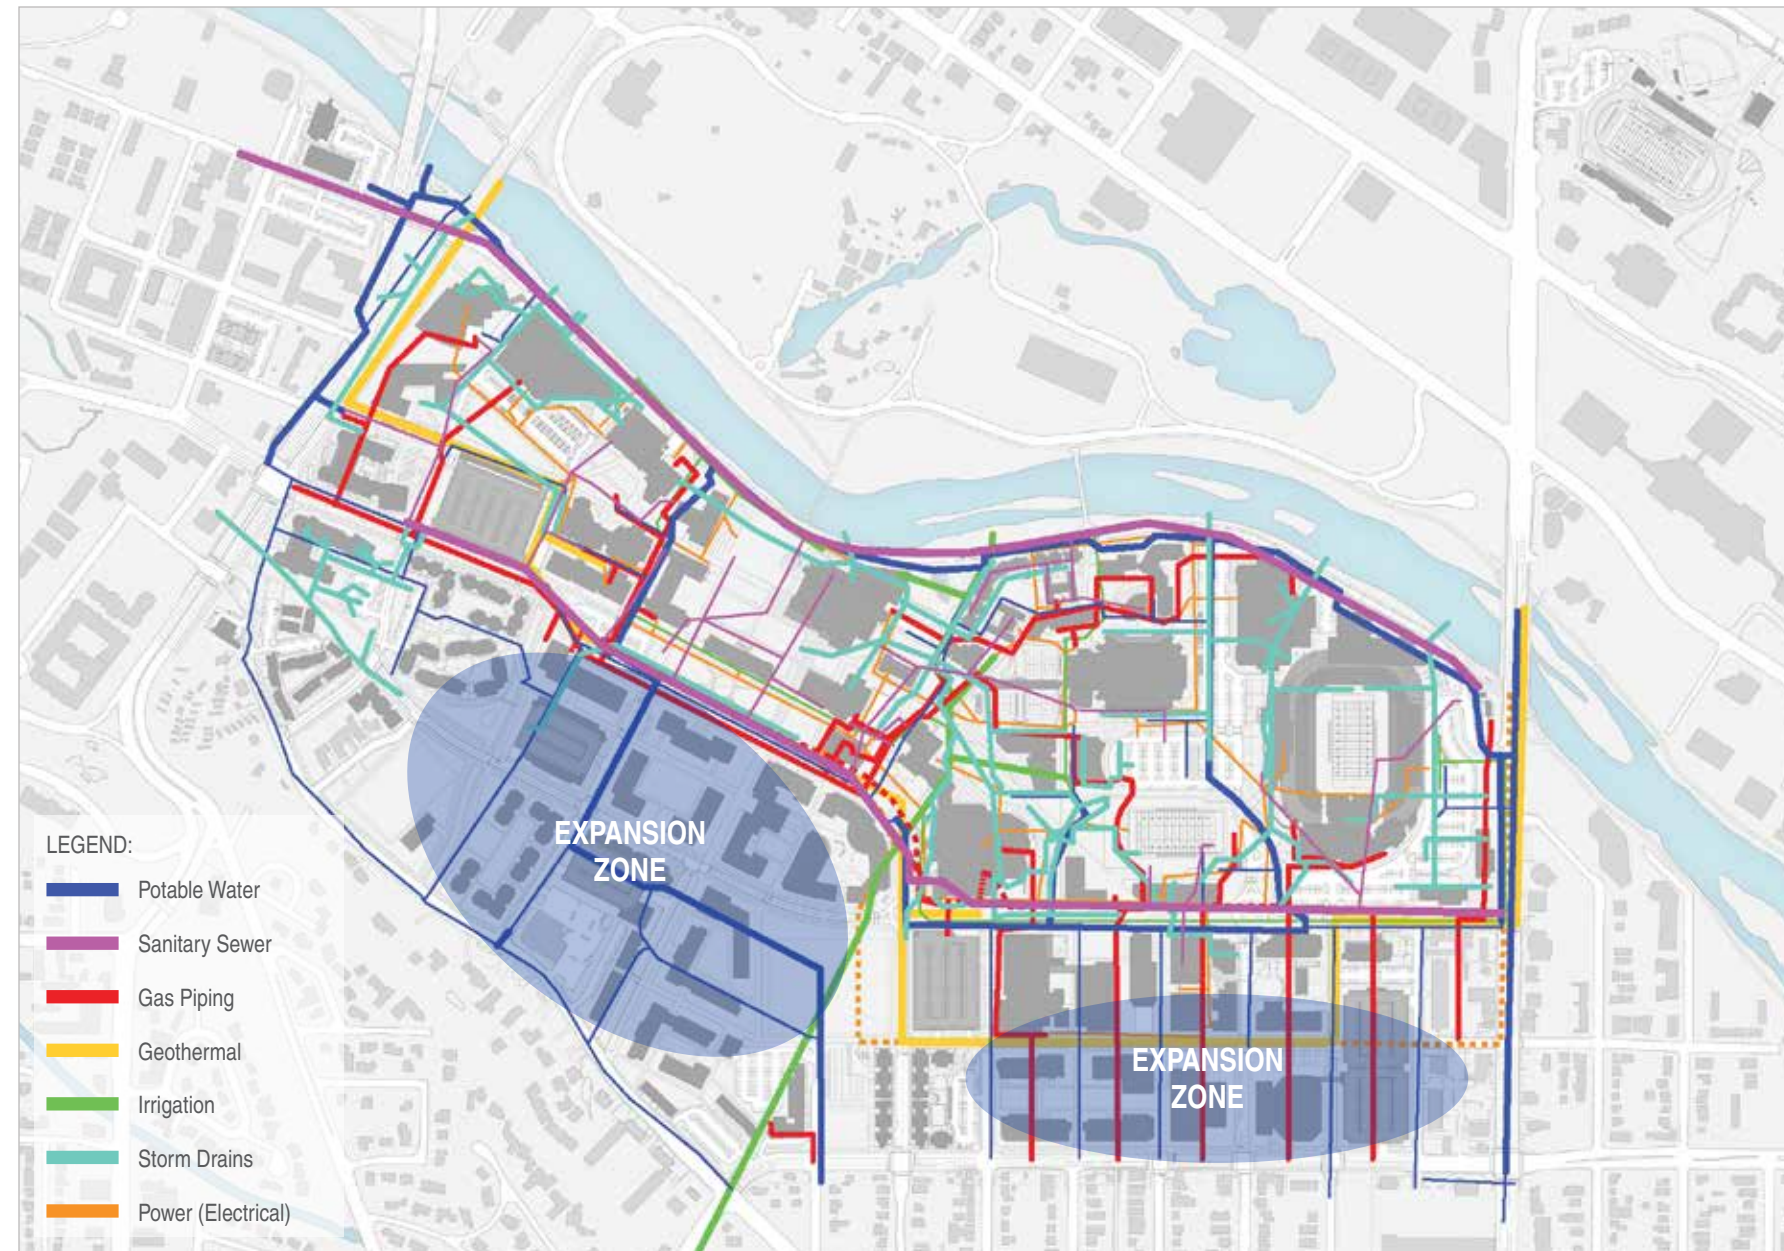 EXPANSION
ZONE
EXPANSION
ZONE
LEGEND:
Potable Water
Sanitary Sewer
Gas Piping
Geothermal
Irrigation
Storm Drains
Power (Electrical)